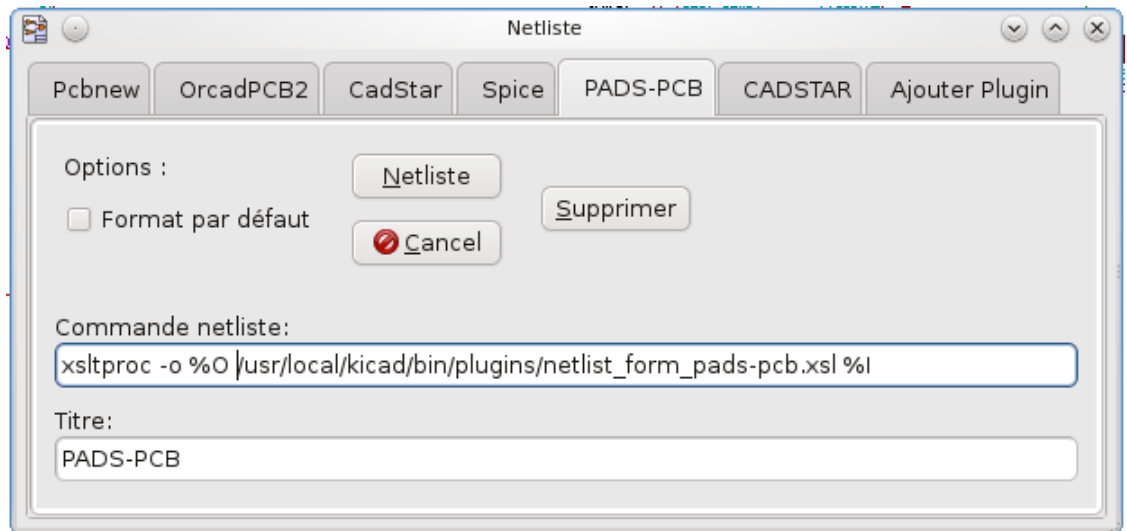 Netliste
Pcbnew OrcadPCB2 CadStar Spice PADS-PCB CADSTAR Ajouter Plugin
Options :
Netliste
Supprimer
Format par défaut
Cancel
Commande netliste:
xsltproc -o %O /usr/local/kicad/bin/plugins/netlist_form_pads-pcb.xsl %I
Titre:
PADS-PCB